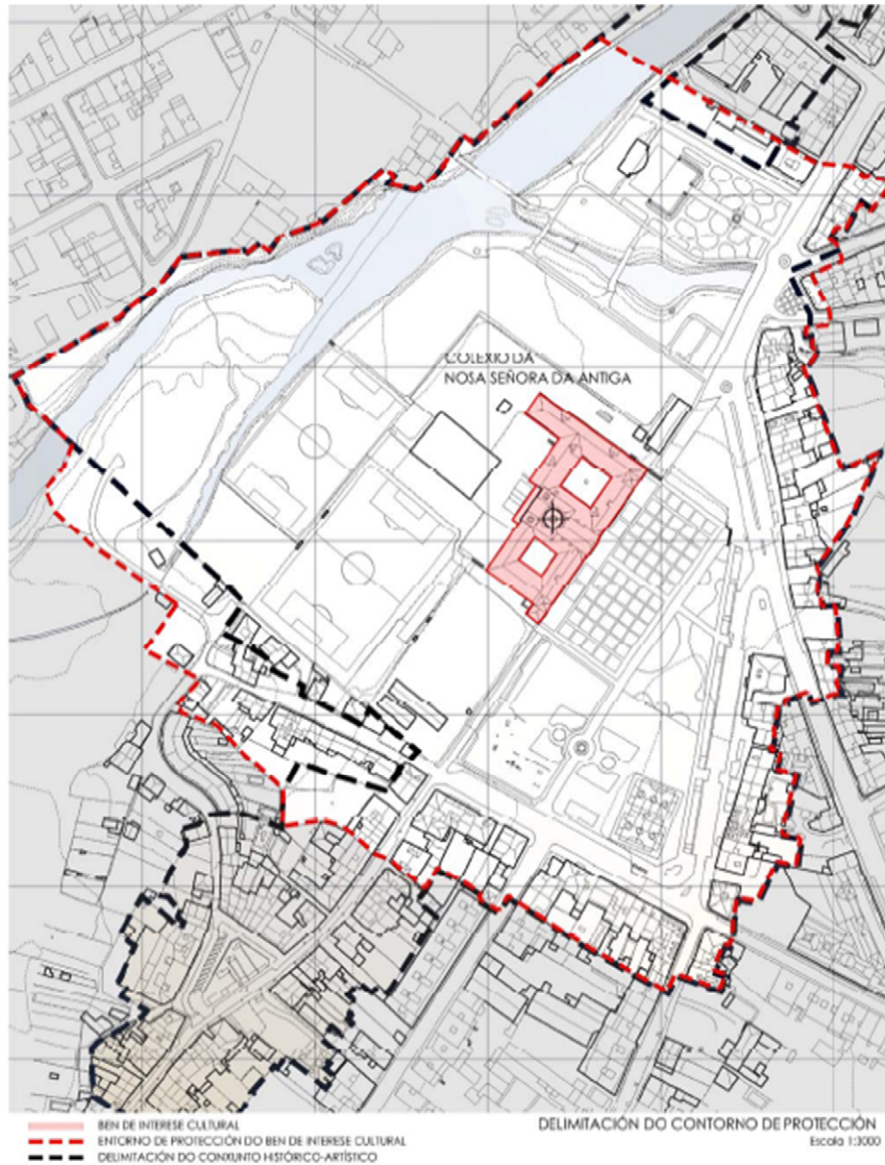 COLEXIO DA
NOSA SEÑORA DA ANTIGA
BEN DE INTERESE CULTURAL
ENTORNO DE PROTECCIÓN DO BEN DE INTERESE CULTURAL
DELIMITACIÓN DO CONXUNTO HISTÓRICO-ARTÍSTICO
DELIMITACIÓN DO CONTORNO DE PROTECCIÓN
Escala 1:3000